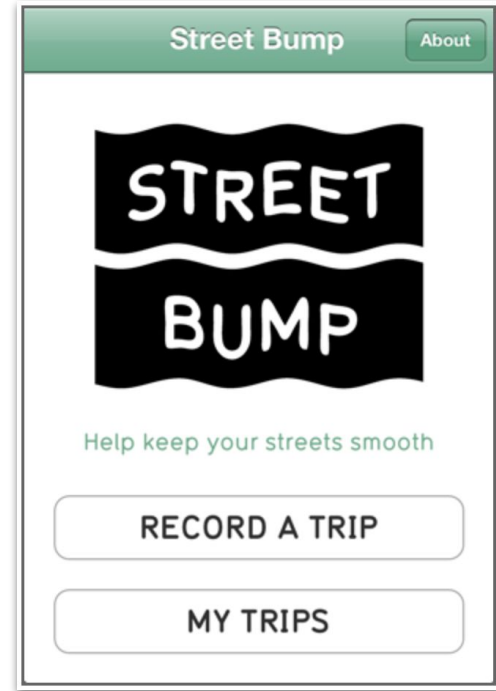 Street Bump
About
STREET
BUMP
Help keep your streets smooth
RECORD A TRIP
MY TRIPS